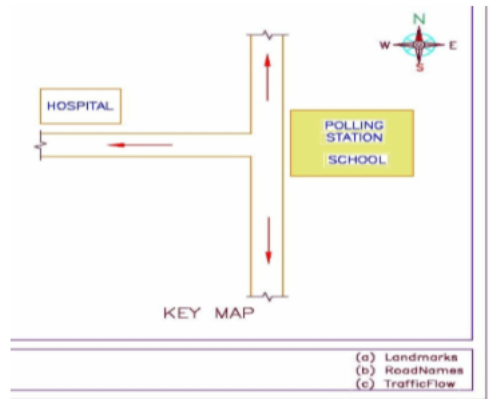 N
W E
S
HOSPITAL
POLLING
STATION
SCHOOL
KEY MAP
(a) Landmarks
(b) RoadNames
(c) TrafficFlow